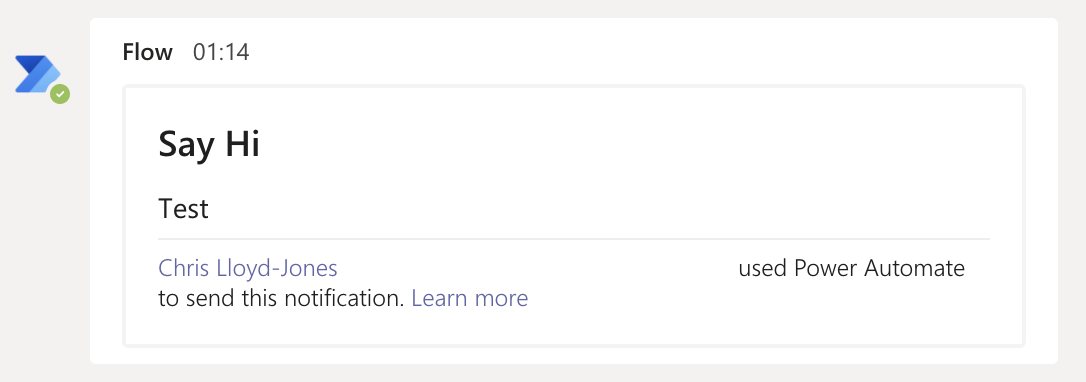 Flow 01:14
Say Hi
Test
Chris Lloyd-Jones used Power Automate
to send this notification. Learn more